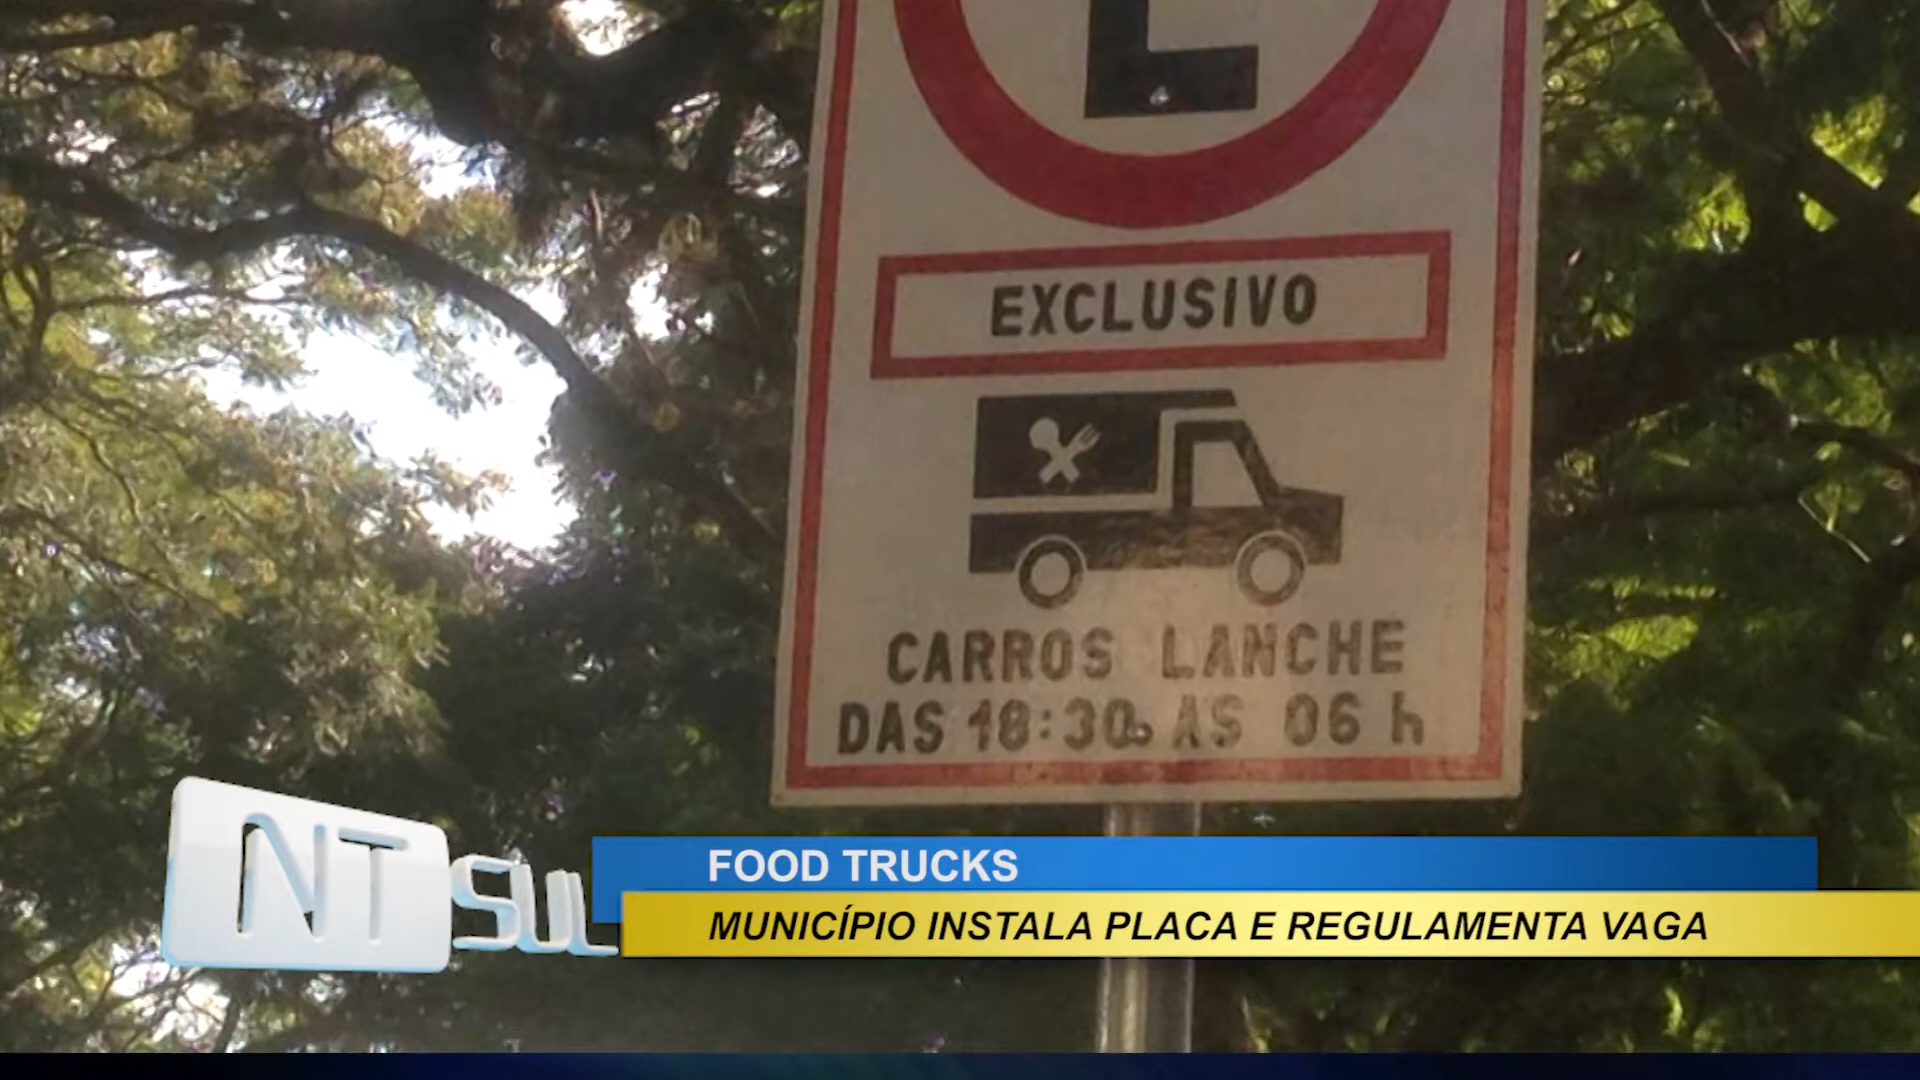 E
EXCLUSIVO
CARROS LANCHE
DAS 18:30 AS 06 h
NT SUL
FOOD TRUCKS
MUNICÍPIO INSTALA PLACA E REGULAMENTA VAGA